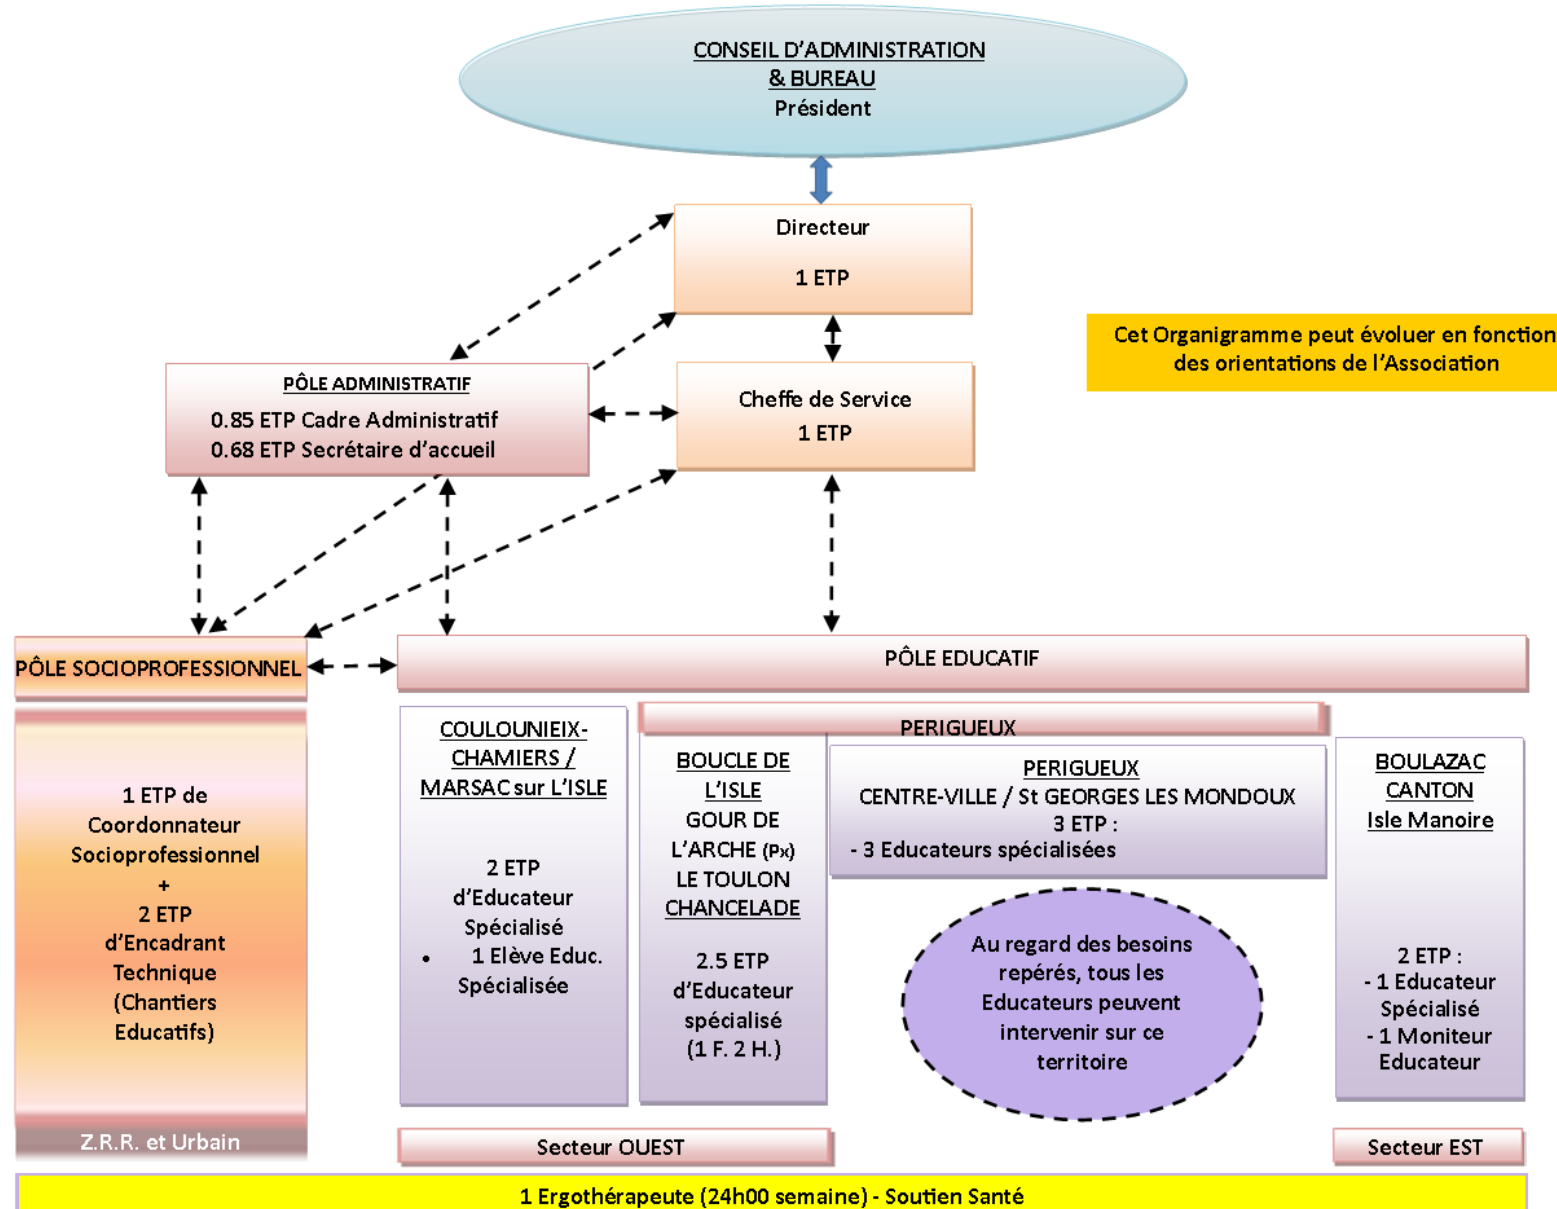 CONSEIL D'ADMINISTRATION
& BUREAU
Président
Directeur
1 ETP
Cet Organigramme peut évoluer en fonction
des orientations de l'Association
PÔLE ADMINISTRATIF
0.85 ETP Cadre Administratif
0.68 ETP Secrétaire d'accueil
Cheffe de Service
1 ETP
PÔLE SOCIOPROFESSIONNEL
PÔLE EDUCATIF
1 ETP de
Coordonnateur
Socioprofessionnel
+
2 ETP
d'Encadrant
Technique
(Chantiers
Educatifs)
Z.R.R. et Urbain
COULOUNIEIX-
CHAMIERS /
MARSAC sur L'ISLE
2 ETP
d'Educateur
Spécialisé
• 1 Elève Educ.
Spécialisée
PERIGUEUX
BOUCLE DE
L'ISLE
GOUR DE
L'ARCHE (Px)
LE TOULON
CHANCELADE
2.5 ETP
d'Educateur
spécialisé
(1 F. 2 H.)
PERIGUEUX
CENTRE-VILLE / St GEORGES LES MONDOUX
3 ETP :
- 3 Educateurs spécialisées
Au regard des besoins
repérés, tous les
Educateurs peuvent
intervenir sur ce
territoire
BOULAZAC
CANTON
Isle Manoire
2 ETP :
- 1 Educateur
Spécialisé
- 1 Moniteur
Educateur
Secteur OUEST
Secteur EST
1 Ergothérapeute (24h00 semaine) - Soutien Santé